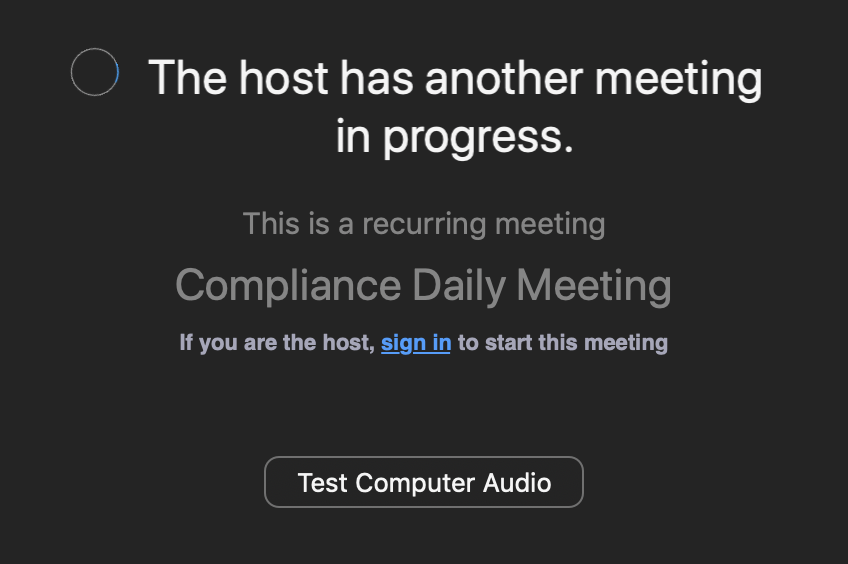 The host has another meeting
in progress.
This is a recurring meeting
Compliance Daily Meeting
If you are the host, sign in to start this meeting
Test Computer Audio